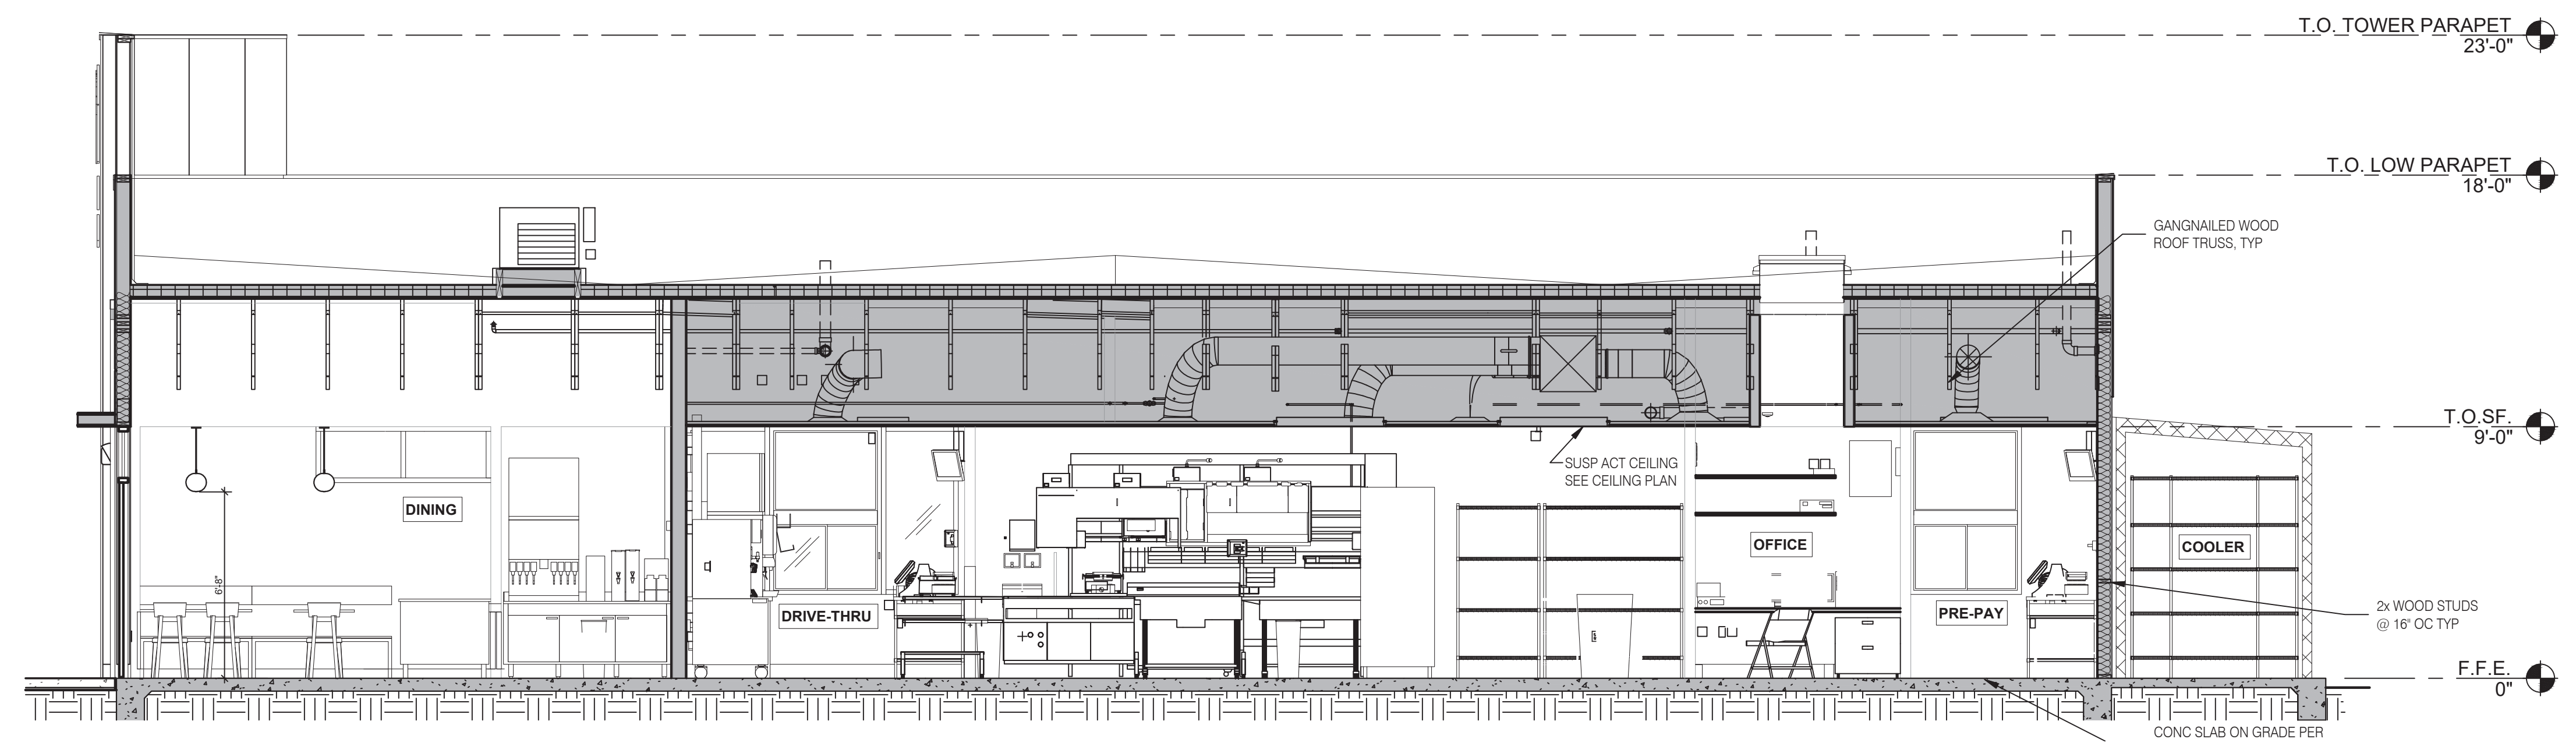 T.O. TOWER PARAPET
23'-0"
T.O. LOW PARAPET
18'-0"
GANGNAILED WOOD
ROOF TRUSS, TYP
T.O.SF.
9'-0"
SUSP ACT CEILING
SEE CEILING PLAN
DINING
OFFICE
COOLER
6'-8"
DRIVE-THRU
PRE-PAY
2x WOOD STUDS
@ 16" OC TYP
F.F.E.
0"
CONC SLAB ON GRADE PER